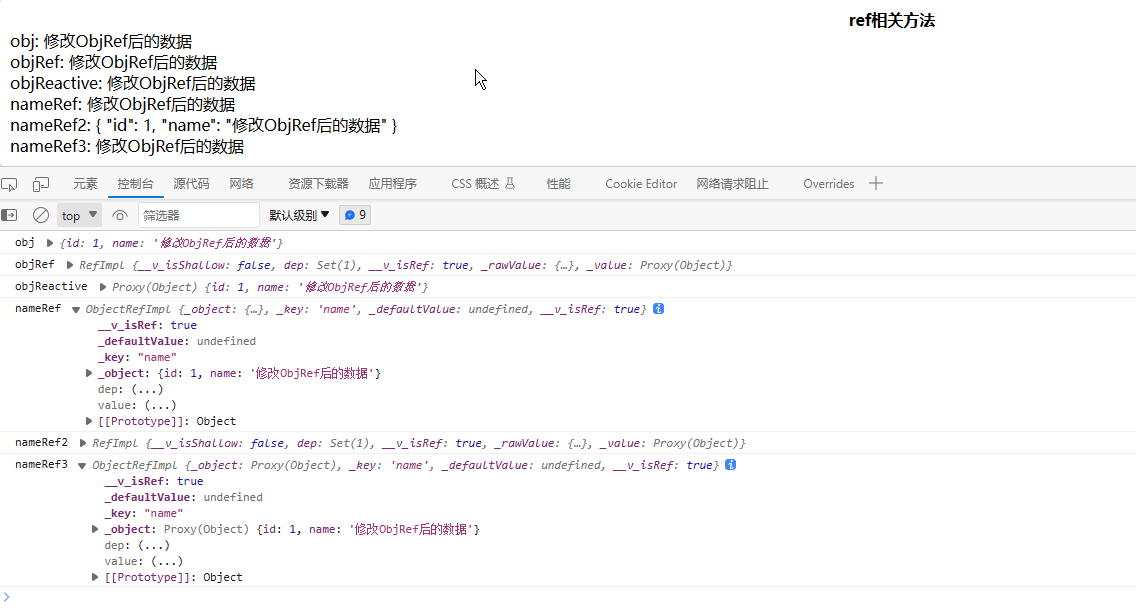 ref相关方法
obj: 修改ObjRef后的数据
objRef: 修改ObjRef后的数据
objReactive: 修改ObjRef后的数据
nameRef: 修改ObjRef后的数据
nameRef2: { "id": 1, "name": "修改ObjRef后的数据" }
nameRef3: 修改ObjRef后的数据
元素 控制台 源代码 网络 资源下载器 应用程序 CSS 概述 性能 Cookie Editor 网络请求阻止 Overrides
top 筛选器 默认级别 9
obj {id: 1, name: '修改ObjRef后的数据'}
objRef RefImpl {__v_isShallow: false, dep: Set(1), __v_isRef: true, _rawValue: {…}, _value: Proxy(Object)}
objReactive Proxy(Object) {id: 1, name: '修改ObjRef后的数据'}
nameRef ObjectRefImpl {_object: {…}, _key: 'name', _defaultValue: undefined, __v_isRef: true}
__v_isRef: true
_defaultValue: undefined
_key: "name"
_object: {id: 1, name: '修改ObjRef后的数据'}
dep: (...)
value: (...)
[[Prototype]]: Object
nameRef2 RefImpl {__v_isShallow: false, dep: Set(1), __v_isRef: true, _rawValue: {…}, _value: Proxy(Object)}
nameRef3 ObjectRefImpl {_object: Proxy(Object), _key: 'name', _defaultValue: undefined, __v_isRef: true}
__v_isRef: true
_defaultValue: undefined
_key: "name"
_object: Proxy(Object) {id: 1, name: '修改ObjRef后的数据'}
dep: (...)
value: (...)
[[Prototype]]: Object